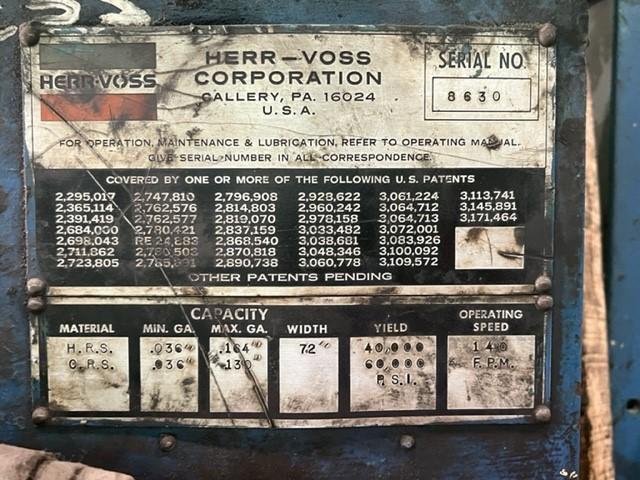 HERR-VOSS
HERR-VOSS
CORPORATION
CALLERY, PA. 16024
U.S.A.
SERIAL NO.
8630
FOR OPERATION, MAINTENANCE & LUBRICATION, REFER TO OPERATING MANUAL.
GIVE SERIAL NUMBER IN ALL CORRESPONDENCE.
COVERED BY ONE OR MORE OF THE FOLLOWING U.S. PATENTS
2,295,017 2,747,810 2,796,908 2,928,622 3,061,224 3,113,741
2,365,114 2,762,576 2,814,803 2,960,242 3,064,712 3,145,891
2,391,419 2,762,577 2,819,070 2,978,158 3,064,713 3,171,464
2,684,000 2,780,421 2,837,159 3,033,482 3,072,001
2,698,043 RE 24,883 2,868,540 3,038,681 3,083,926
2,711,862 2,870,818 3,048,346 3,100,092
2,723,805 2,890,738 3,060,778 3,109,572
OTHER PATENTS PENDING
CAPACITY
MATERIAL MIN. GA. MAX. GA. WIDTH YIELD OPERATING SPEED
H.R.S. .036" .164" 72" 40,000 140
C.R.S. .036" .130" 60,000 F.P.M.
P.S.I.